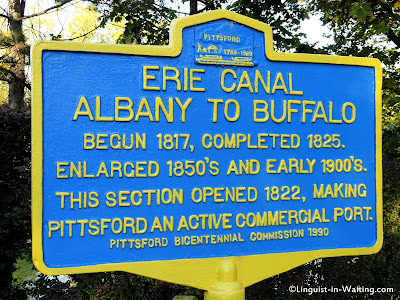 PITTSFORD
1789-1989
ERIE CANAL
ALBANY TO BUFFALO
BEGUN 1817, COMPLETED 1825.
ENLARGED 1850'S AND EARLY 1900'S.
THIS SECTION OPENED 1822, MAKING
PITTSFORD AN ACTIVE COMMERCIAL PORT.
PITTSFORD BICENTENNIAL COMMISSION 1990
©Linguist-in-Waiting.com